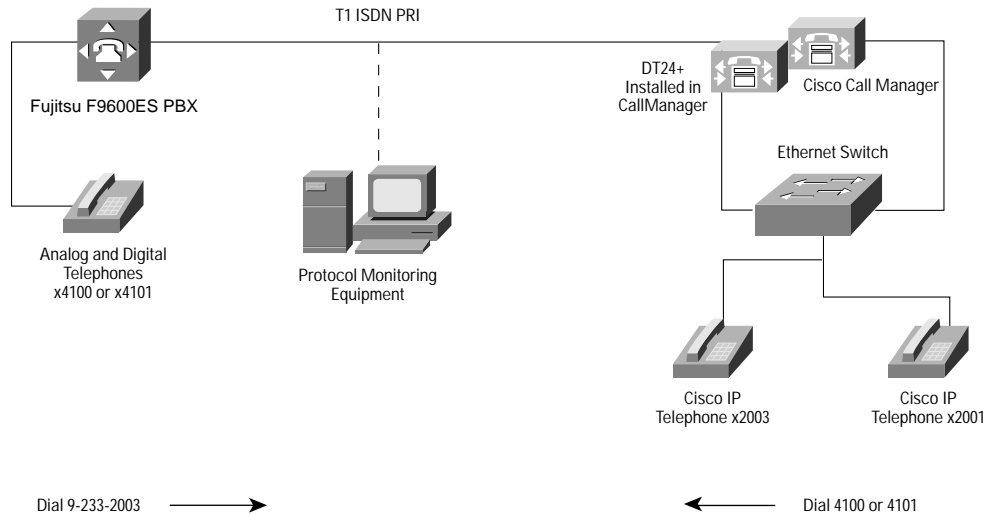 T1 ISDN PRI
Fujitsu F9600ES PBX
DT24+
Installed in
CallManager
Cisco Call Manager
Ethernet Switch
Analog and Digital
Telephones
x4100 or x4101
Protocol Monitoring
Equipment
Cisco IP
Telephone x2003
Cisco IP
Telephone x2001
Dial 9-233-2003
Dial 4100 or 4101